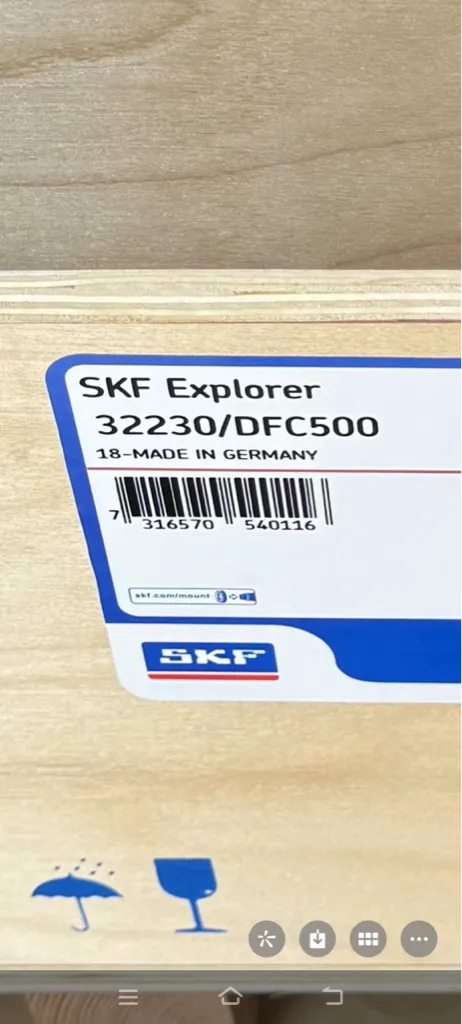 SKF Explorer
32230/DFC500
18-MADE IN GERMANY
7 316570 540116
skf.com/mount
SKF